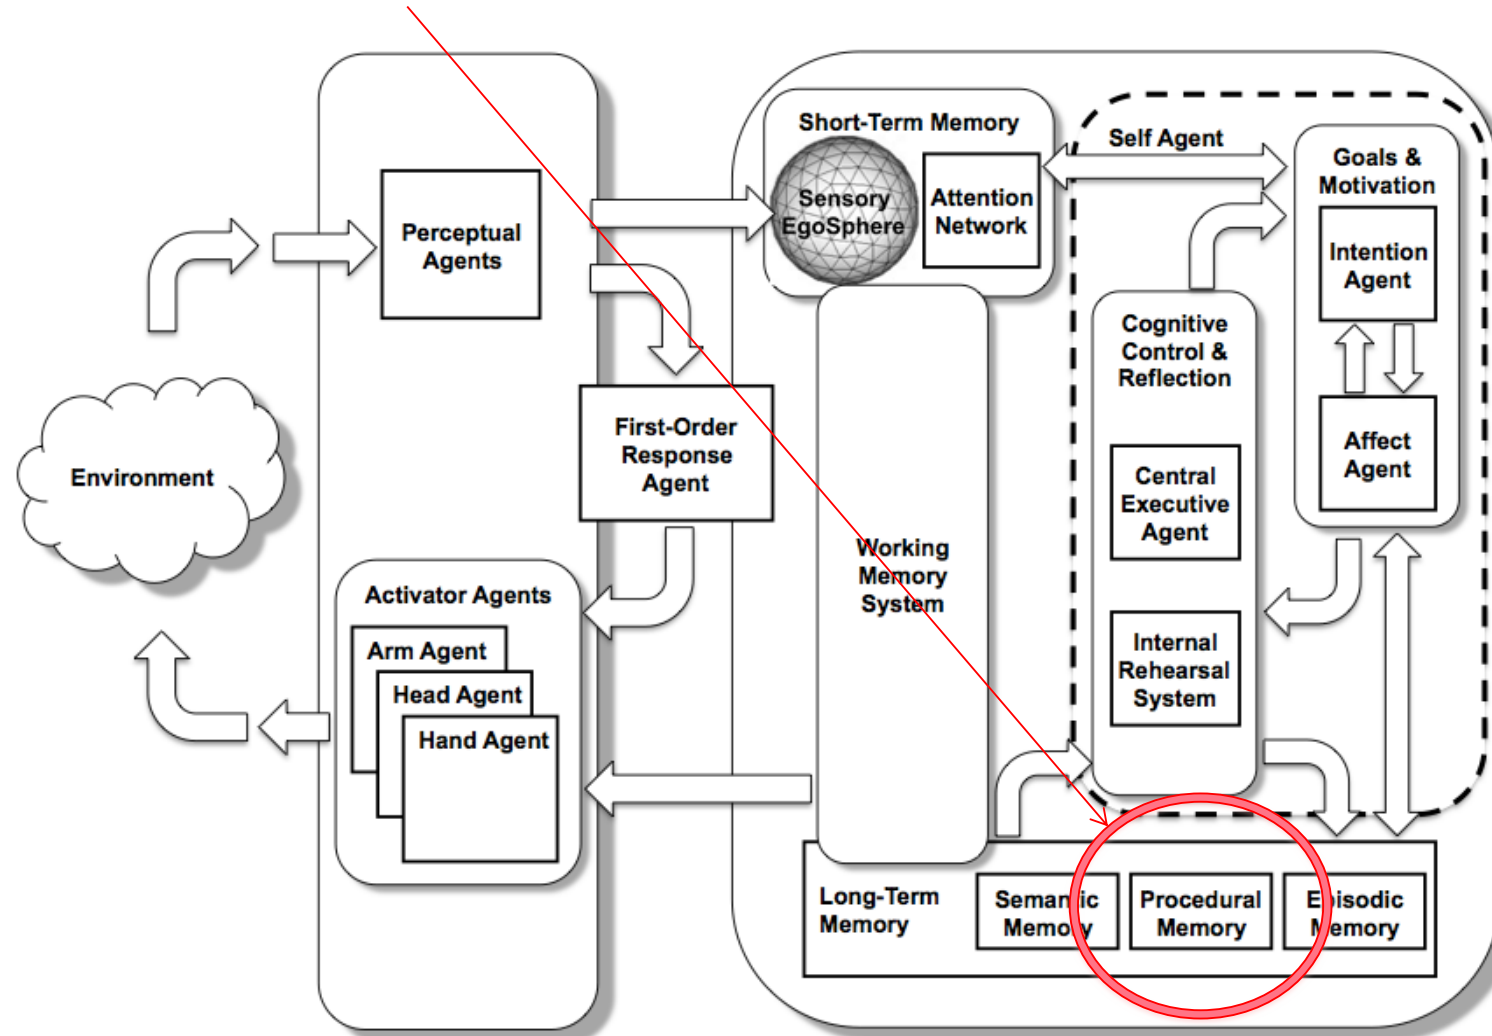 Short-Term Memory
Sensory
EgoSphere
Attention
Network
Self Agent
Goals &
Motivation
Intention
Agent
Affect
Agent
Perceptual
Agents
Cognitive
Control &
Reflection
Central
Executive
Agent
Internal
Rehearsal
System
First-Order
Response
Agent
Environment
Working
Memory
System
Activator Agents
Arm Agent
Head Agent
Hand Agent
Long-Term
Memory
Semantic
Memory
Procedural
Memory
Episodic
Memory